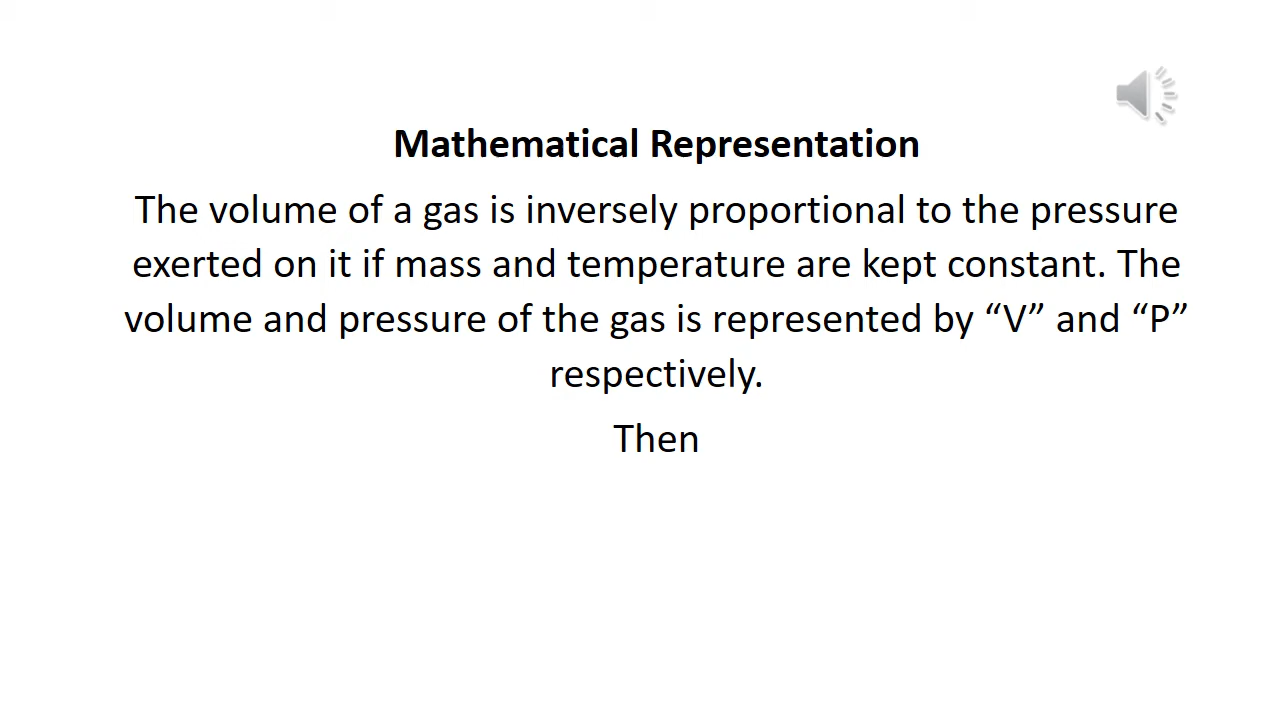 Mathematical Representation
The volume of a gas is inversely proportional to the pressure
exerted on it if mass and temperature are kept constant. The
volume and pressure of the gas is represented by “V” and “P”
respectively.
Then